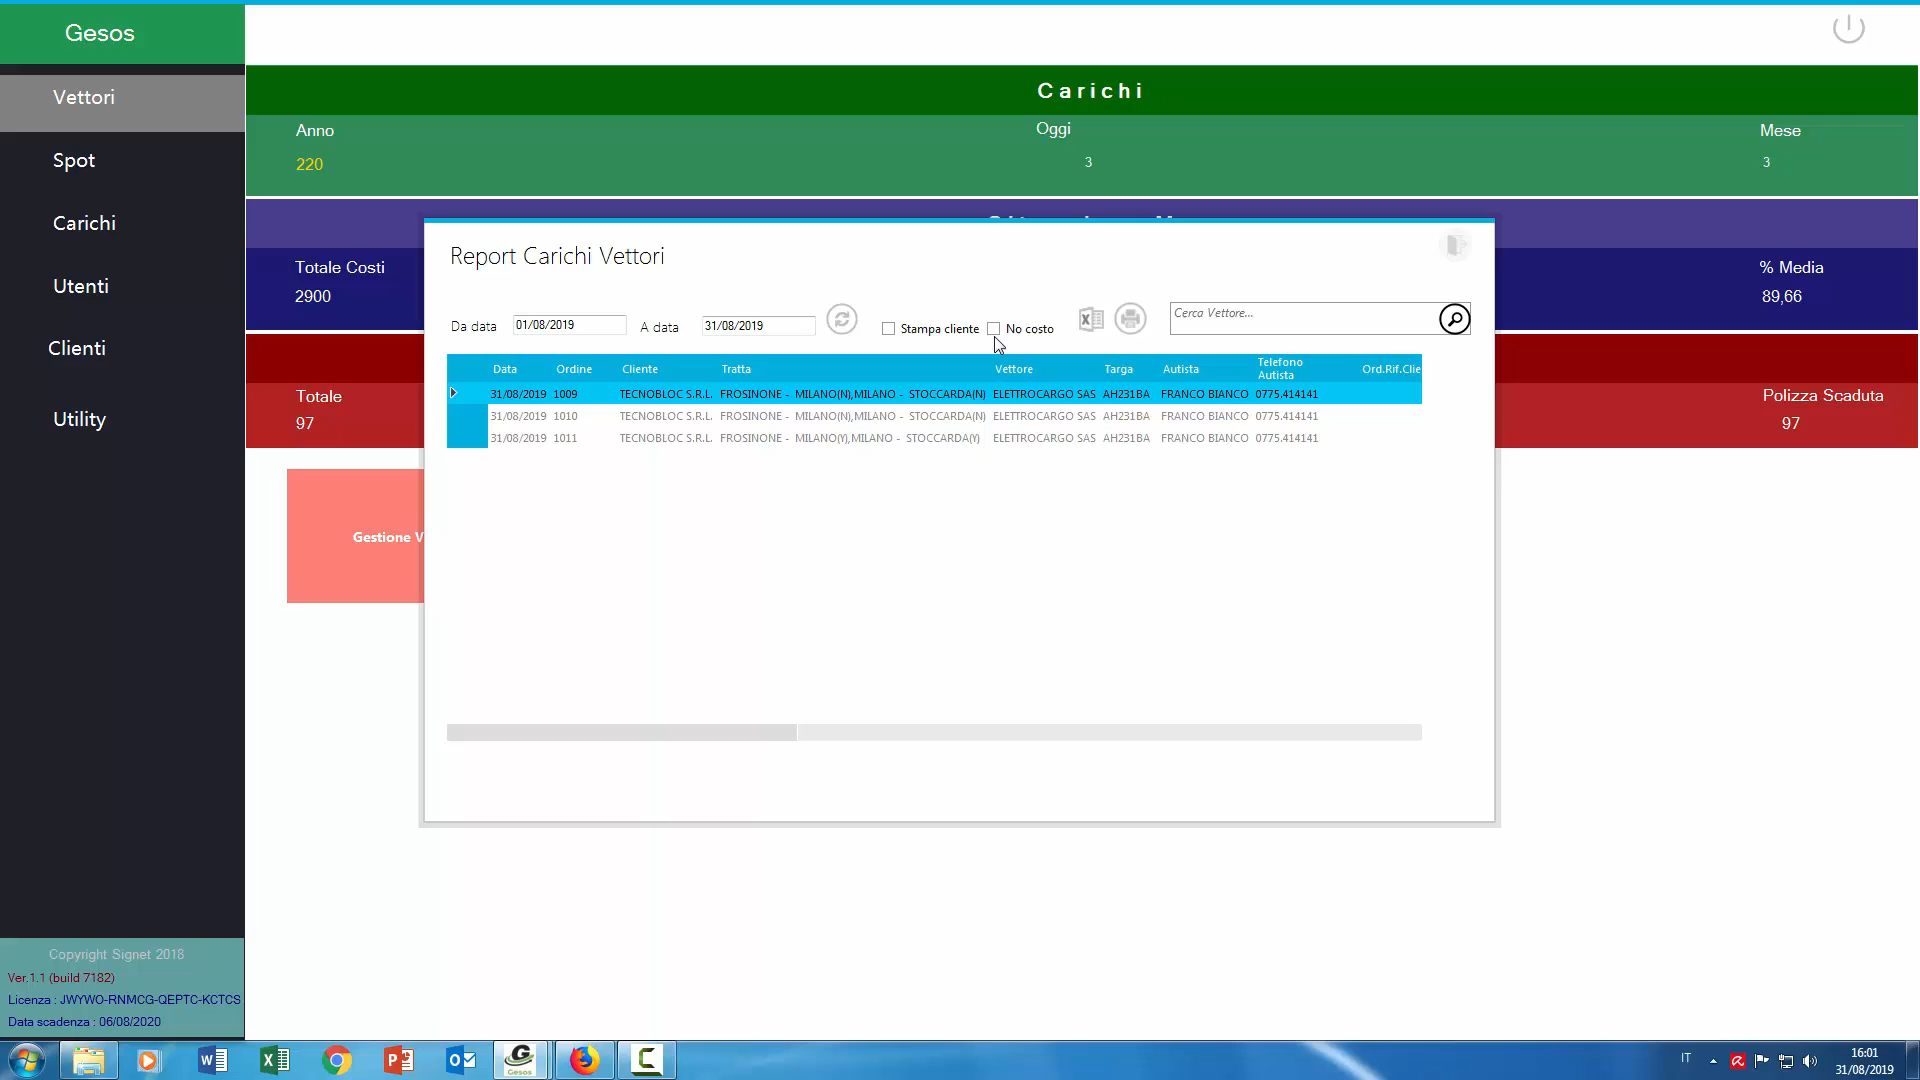 Gesos
Vettori
Spot
Carichi
Utenti
Clienti
Utility
Carichi
Anno
220
Oggi
3
Mese
3
Totale Costi
2900
% Media
89,66
Totale
97
Polizza Scaduta
97
Gestione V
Report Carichi Vettori
Da data 01/08/2019 A data 31/08/2019 Stampa cliente No costo Cerca Vettore...
Data Ordine Cliente Tratta Vettore Targa Autista Telefono Autista Ord.Rif.Clie
31/08/2019 1009 TECNOBLOC S.R.L. FROSINONE - MILANO(N),MILANO - STOCCARDA(N) ELETTROCARGO SAS AH231BA FRANCO BIANCO 0775.414141
31/08/2019 1010 TECNOBLOC S.R.L. FROSINONE - MILANO(N),MILANO - STOCCARDA(N) ELETTROCARGO SAS AH231BA FRANCO BIANCO 0775.414141
31/08/2019 1011 TECNOBLOC S.R.L. FROSINONE - MILANO(Y),MILANO - STOCCARDA(Y) ELETTROCARGO SAS AH231BA FRANCO BIANCO 0775.414141
Copyright Signet 2018
Ver.1.1 (build 7182)
Licenza : JWYWO-RNMCG-QEPTC-KCTCS
Data scadenza : 06/08/2020
Gesos
IT
16:01
31/08/2019